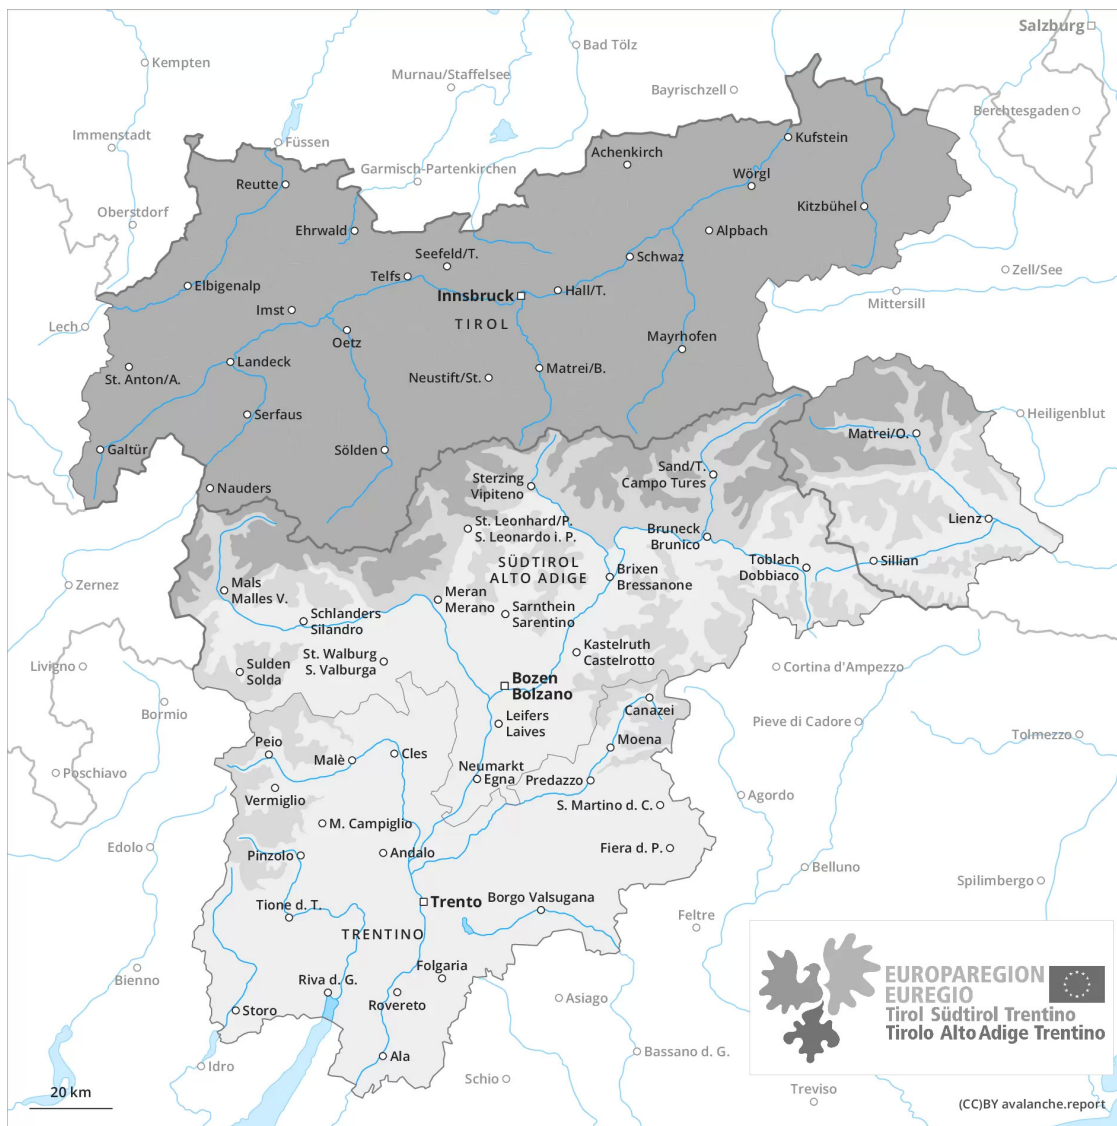 Salzburg
Bad Tölz
Kempten
Murnau/Staffelsee
Bayrischzell
Berchtesgaden
Immenstadt
Füssen
Kufstein
Achenkirch
Garmisch-Partenkirchen
Wörgl
Reutte
Oberstdorf
Kitzbühel
Ehrwald
Alpbach
Seefeld/T.
Schwaz
Zell/See
Telfs
Elbigenalp
Innsbruck
Hall/T.
Mittersill
Imst
TIROL
Lech
Oetz
Mayrhofen
Landeck
Matrei/B.
St. Anton/A.
Neustift/St.
Serfaus
Heiligenblut
Matrei/O.
Galtür
Sölden
Sand/T.
Campo Tures
Sterzing
Vipiteno
Nauders
Lienz
St. Leonhard/P.
S. Leonardo i. P.
Bruneck
Brunico
SÜDTIROL
ALTO ADIGE
Toblach
Dobbiaco
Sillian
Brixen
Bressanone
Zernez
Mals
Malles V.
Meran
Merano
Sarnthein
Sarentino
Schlanders
Silandro
Kastelruth
Castelrotto
St. Walburg
S. Valburga
Livigno
Sulden
Solda
Cortina d'Ampezzo
Bozen
Bolzano
Bormio
Canazei
Leifers
Laives
Pieve di Cadore
Tolmezzo
Peio
Malè
Cles
Moena
Poschiavo
Neumarkt
Egna
Predazzo
Vermiglio
S. Martino d. C.
Agordo
M. Campiglio
Edolo
Pinzolo
Andalo
Fiera d. P.
Belluno
Spilimbergo
Tione d. T.
Trento
Borgo Valsugana
Feltre
TRENTINO
Bienno
Folgaria
Riva d. G.
Rovereto
Asiago
Storo
EUROPAREGION
EUREGIO
Tirol Südtirol Trentino
Tirolo Alto Adige Trentino
Ala
Bassano d. G.
Idro
Schio
Treviso
20 km
(CC)BY avalanche.report